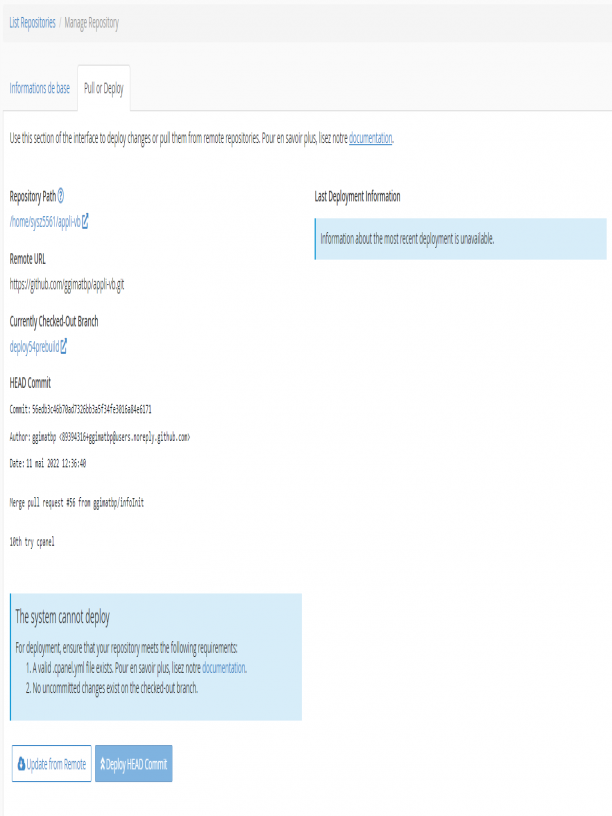 List Repositories / Manage Repository
Informations de base
Pull or Deploy
Use this section of the interface to deploy changes or pull them from remote repositories. Pour en savoir plus, lisez notre documentation.
Repository Path
/home/sysz5561/appli-vb
Remote URL
https://github.com/ggimatbp/appli-vb.git
Currently Checked-Out Branch
deploy54prebuild
HEAD Commit
Commit: 56edb3c46b70ad7326bb3a5f34fe3016a84e6171
Author: ggimatbp <89394316+ggimatbp@users.noreply.github.com>
Date: 11 mai 2022 12:36:40
Merge pull request #56 from ggimatbp/infoInit
10th try cpanel
Last Deployment Information
Information about the most recent deployment is unavailable.
The system cannot deploy
For deployment, ensure that your repository meets the following requirements:
1. A valid .cpanel.yml file exists. Pour en savoir plus, lisez notre documentation.
2. No uncommitted changes exist on the checked-out branch.
Update from Remote
Deploy HEAD Commit